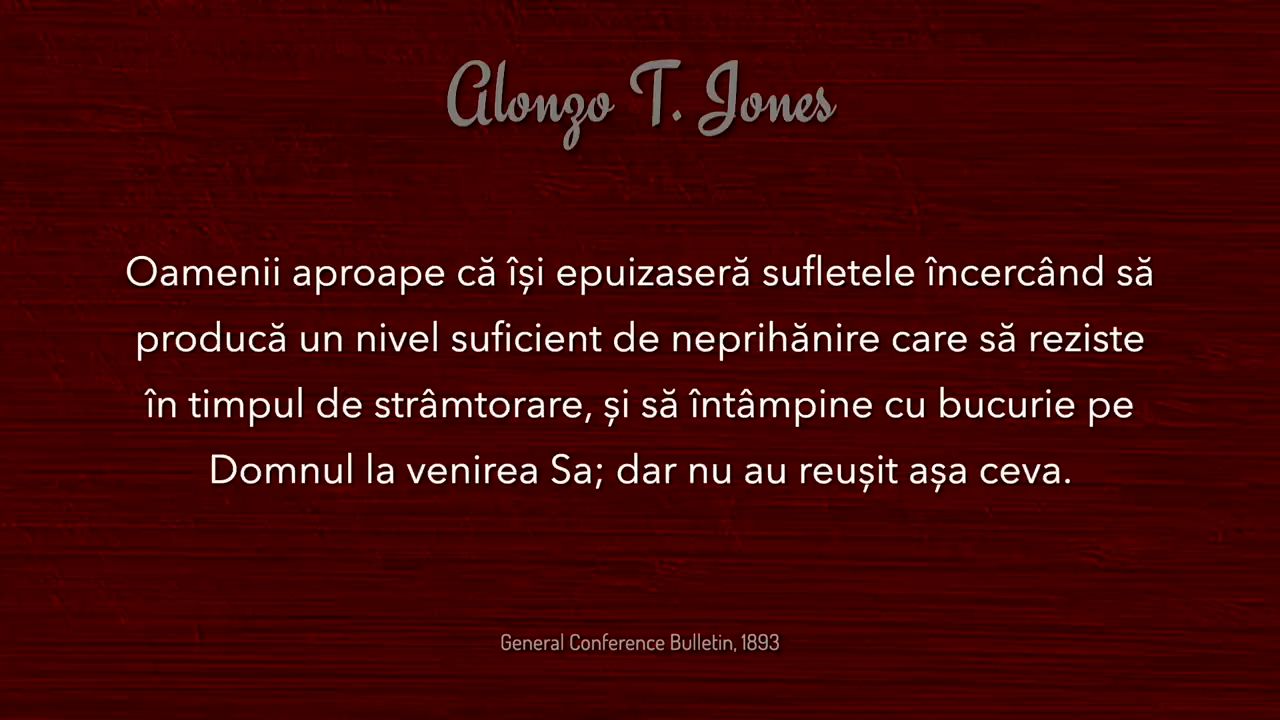 Alonzo T. Jones
Oamenii aproape că își epuizaseră sufletele încercând să
producă un nivel suficient de neprihănire care să reziste
în timpul de strâmtorare, și să întâmpine cu bucurie pe
Domnul la venirea Sa; dar nu au reușit așa ceva.
General Conference Bulletin, 1893